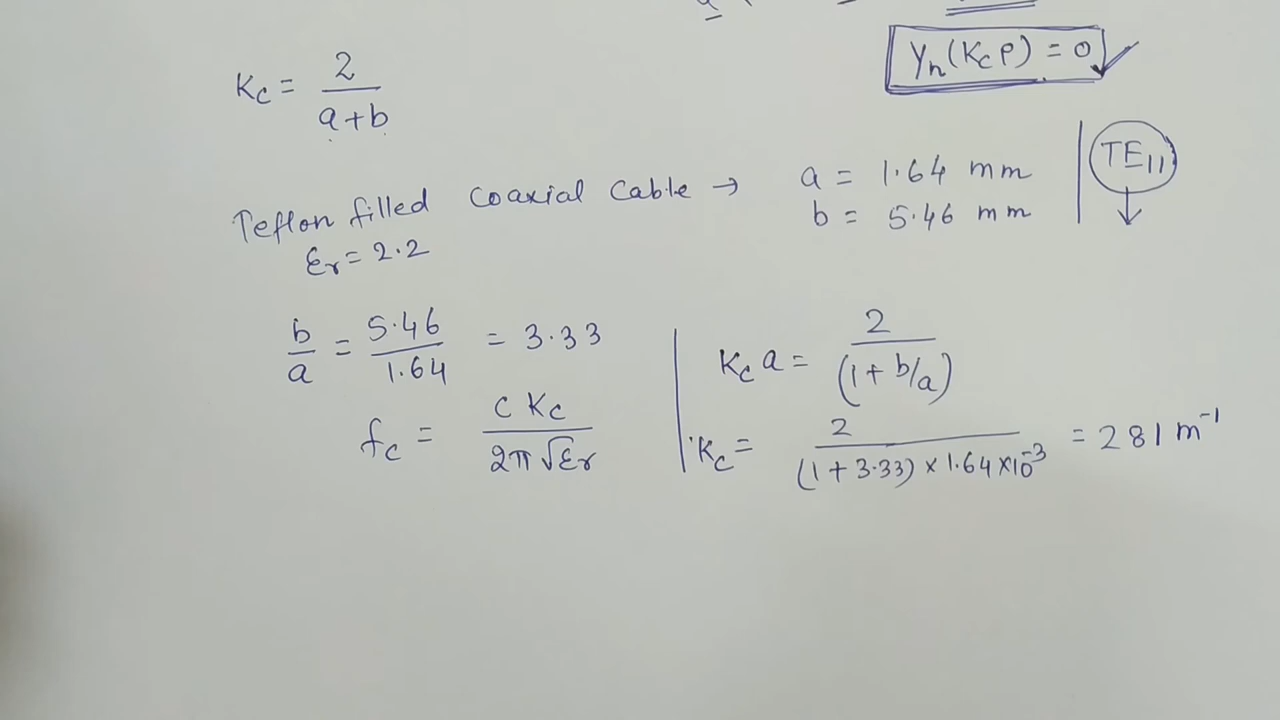 Yn(Kcρ) = 0
Kc = 2 / (a+b)
Teflon filled Coaxial Cable → a = 1.64 mm
b = 5.46 mm
TE11
εr = 2.2
b/a = 5.46/1.64 = 3.33
Kc a = 2 / (1 + b/a)
fc = C Kc / 2π √εr
Kc = 2 / (1 + 3.33) × 1.64 × 10^-3 = 281 m^-1